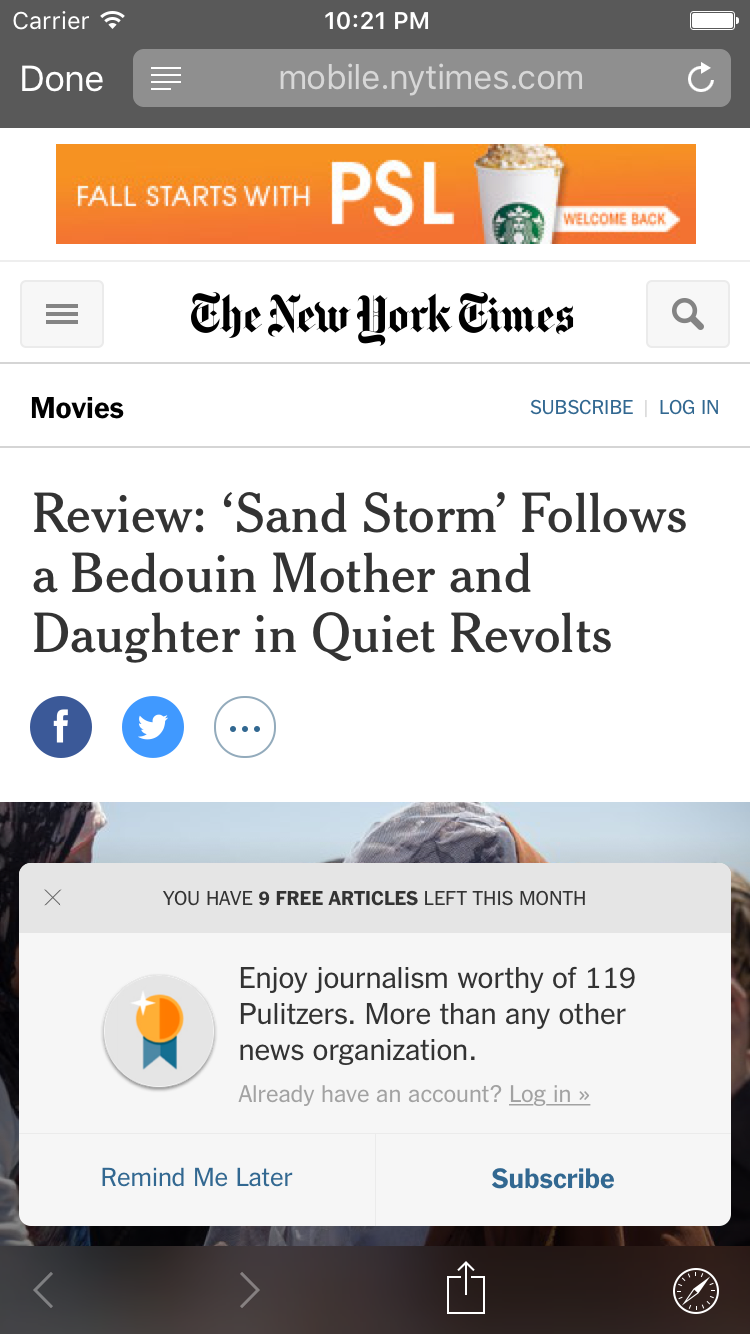 Carrier 10:21 PM
Done mobile.nytimes.com
FALL STARTS WITH PSL
WELCOME BACK
The New York Times
Movies SUBSCRIBE | LOG IN
Review: ‘Sand Storm’ Follows
a Bedouin Mother and
Daughter in Quiet Revolts
YOU HAVE 9 FREE ARTICLES LEFT THIS MONTH
Enjoy journalism worthy of 119
Pulitzers. More than any other
news organization.
Already have an account? Log in »
Remind Me Later Subscribe